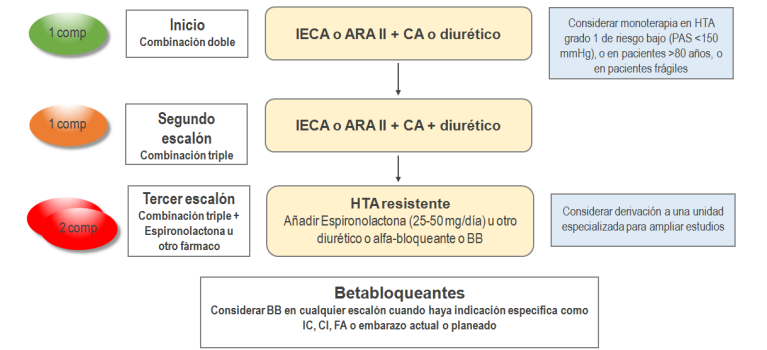 1 comp
Inicio
Combinación doble
IECA o ARA II + CA o diurético
Considerar monoterapia en HTA
grado 1 de riesgo bajo (PAS <150
mmHg), o en pacientes >80 años, o
en pacientes frágiles
1 comp
Segundo
escalón
Combinación triple
IECA o ARA II + CA + diurético
2 comp
Tercer escalón
Combinación triple +
Espironolactona u
otro fármaco
HTA resistente
Añadir Espironolactona (25-50 mg/día) u otro
diurético o alfa-bloqueante o BB
Considerar derivación a una unidad
especializada para ampliar estudios
Betabloqueantes
Considerar BB en cualquier escalón cuando haya indicación específica como
IC, CI, FA o embarazo actual o planeado